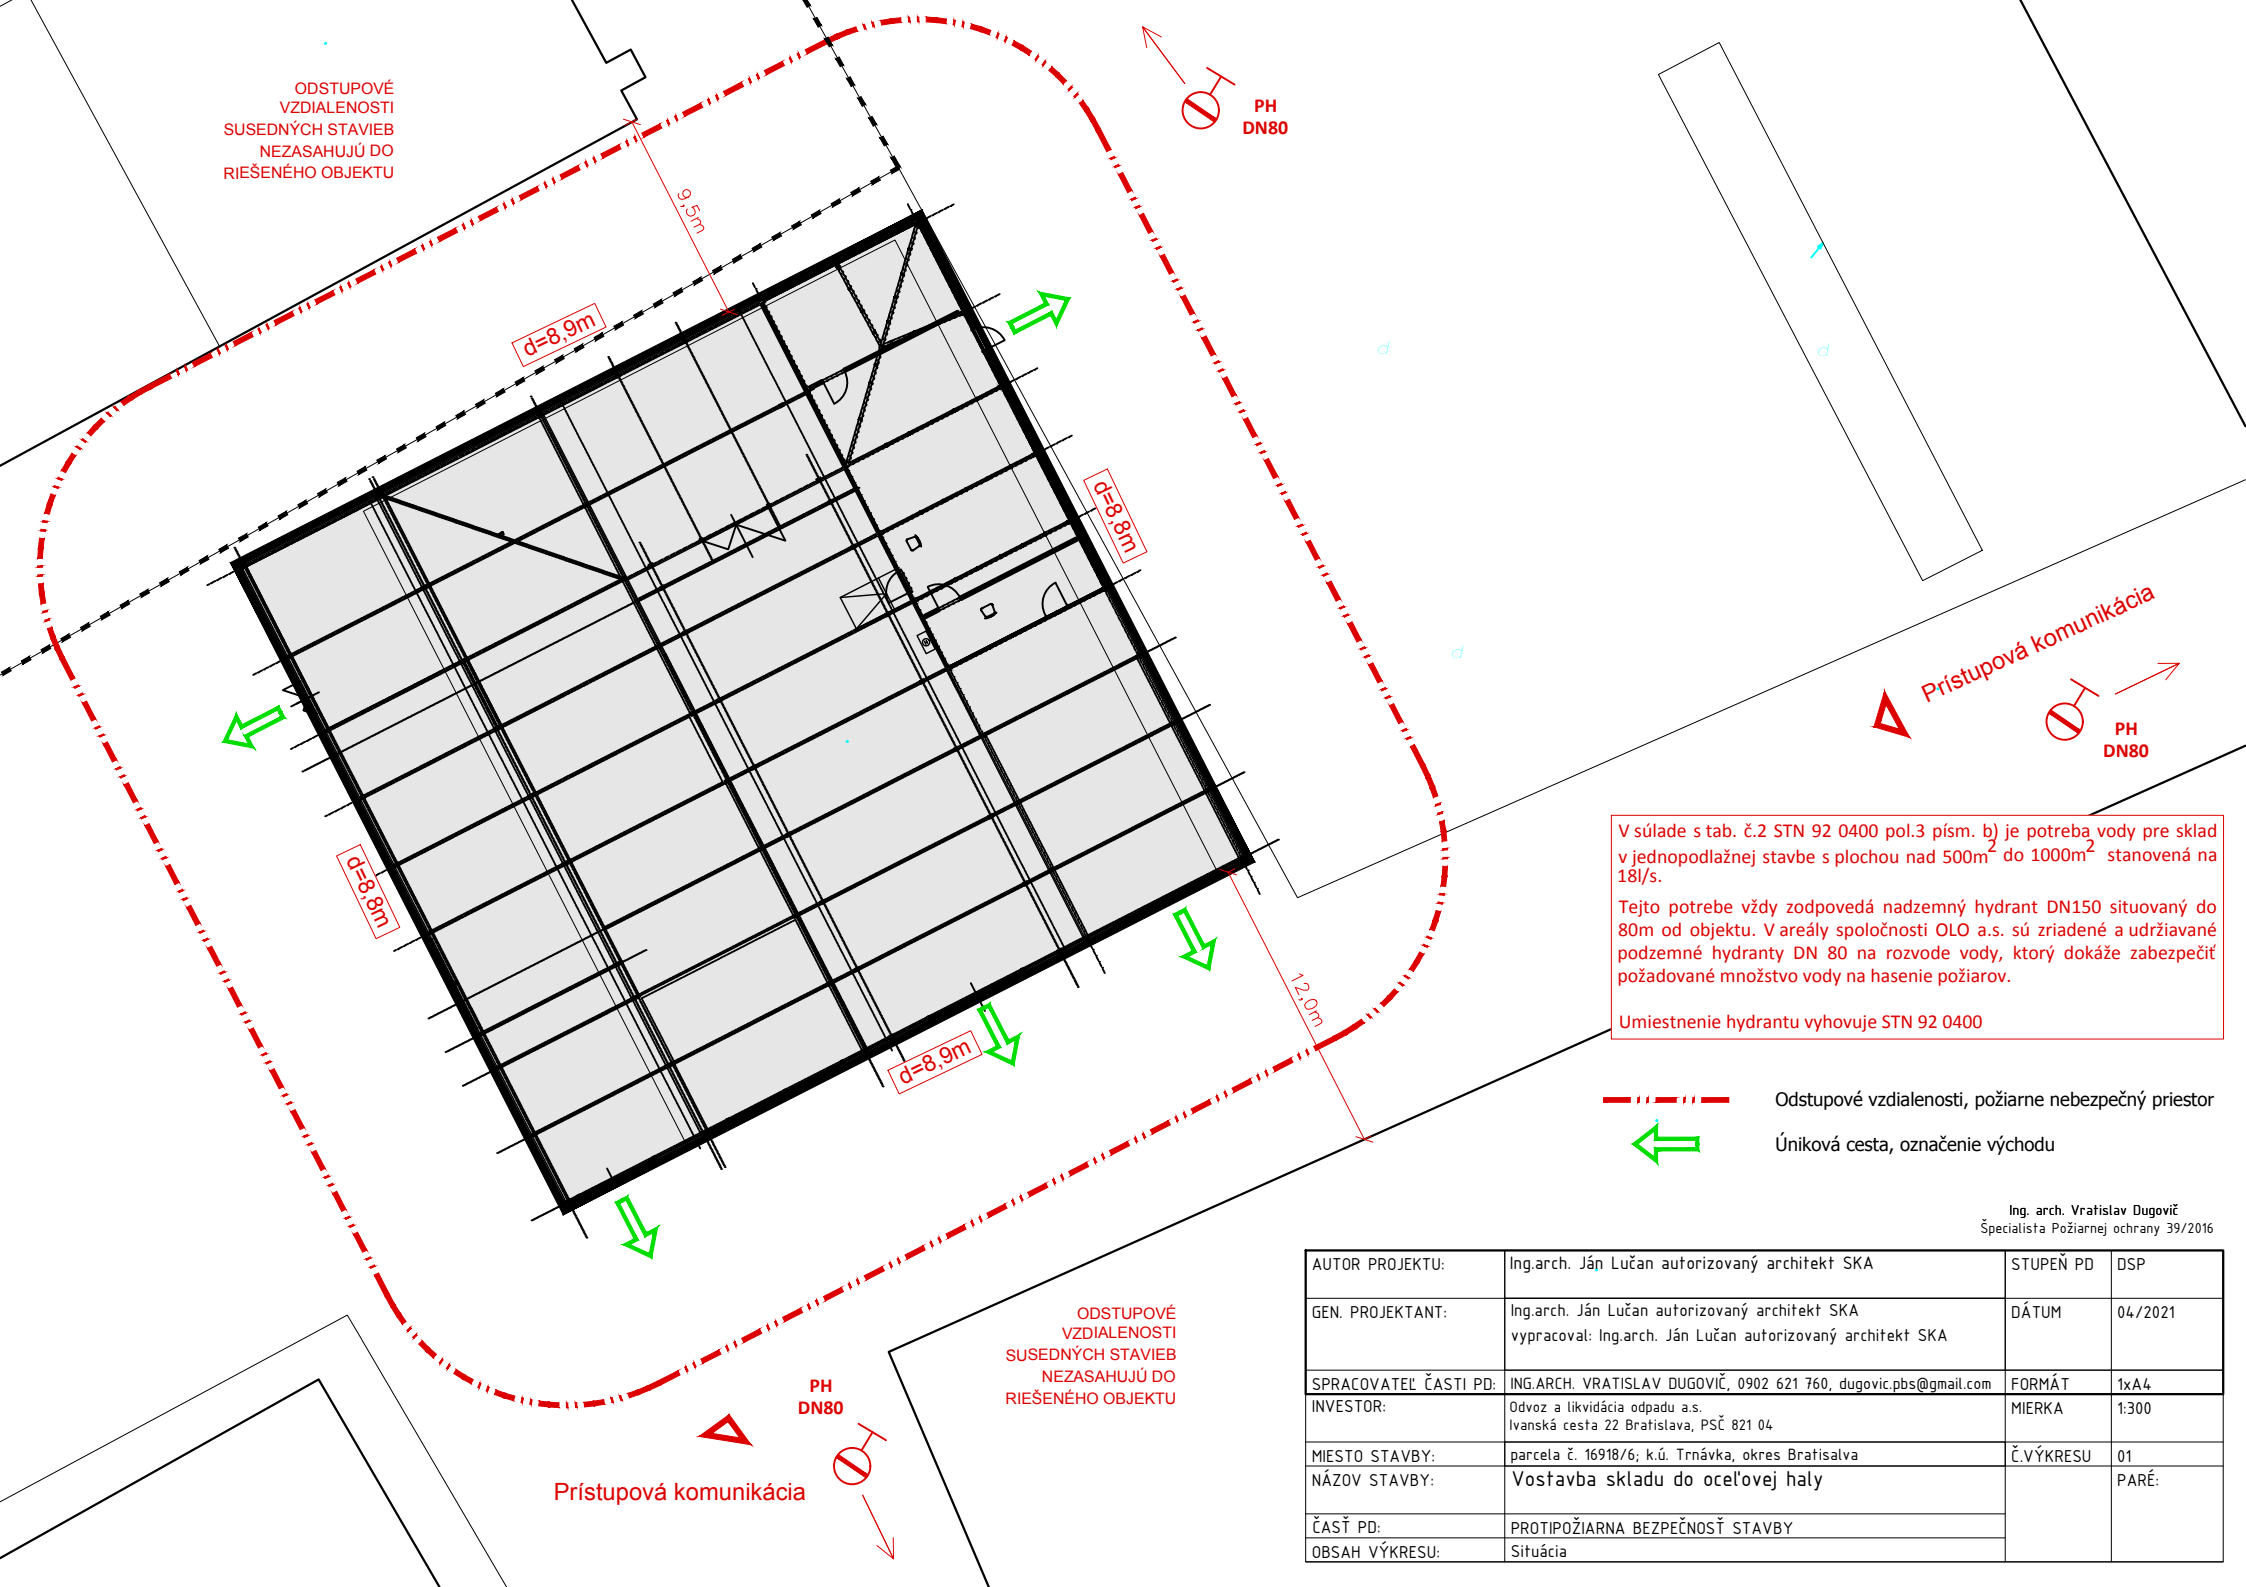 ODSTUPOVÉ
VZDIALENOSTI
SUSEDNÝCH STAVIEB
NEZASAHUJÚ DO
RIEŠENÉHO OBJEKTU
PH
DN80
9,5m
d=8,9m
d=8,8m
d=8,8m
d=8,9m
12,0m
Prístupová komunikácia
PH
DN80
V súlade s tab. č.2 STN 92 0400 pol.3 písm. b) je potreba vody pre sklad
v jednopodlažnej stavbe s plochou nad 500m2 do 1000m2 stanovená na
18l/s.
Tejto potrebe vždy zodpovedá nadzemný hydrant DN150 situovaný do
80m od objektu. V areály spoločnosti OLO a.s. sú zriadené a udržiavané
podzemné hydranty DN 80 na rozvode vody, ktorý dokáže zabezpečiť
požadované množstvo vody na hasenie požiarov.
Umiestnenie hydrantu vyhovuje STN 92 0400
Odstupové vzdialenosti, požiarne nebezpečný priestor
Úniková cesta, označenie východu
ODSTUPOVÉ
VZDIALENOSTI
SUSEDNÝCH STAVIEB
NEZASAHUJÚ DO
RIEŠENÉHO OBJEKTU
PH
DN80
Prístupová komunikácia
Ing. arch. Vratislav Dugovič
Špecialista Požiarnej ochrany 39/2016
AUTOR PROJEKTU: Ing.arch. Ján Lučan autorizovaný architekt SKA STUPEŇ PD DSP
GEN. PROJEKTANT: Ing.arch. Ján Lučan autorizovaný architekt SKA DÁTUM 04/2021
vypracoval: Ing.arch. Ján Lučan autorizovaný architekt SKA
SPRACOVATEĽ ČASTI PD: ING.ARCH. VRATISLAV DUGOVIČ, 0902 621 760, dugovic.pbs@gmail.com FORMÁT 1xA4
INVESTOR: Odvoz a likvidácia odpadu a.s. MIERKA 1:300
Ivanská cesta 22 Bratislava, PSČ 821 04
MIESTO STAVBY: parcela č. 16918/6; k.ú. Trnávka, okres Bratisalva Č.VÝKRESU 01
NÁZOV STAVBY: Vostavba skladu do oceľovej haly PARÉ:
ČASŤ PD: PROTIPOŽIARNA BEZPEČNOSŤ STAVBY
OBSAH VÝKRESU: Situácia